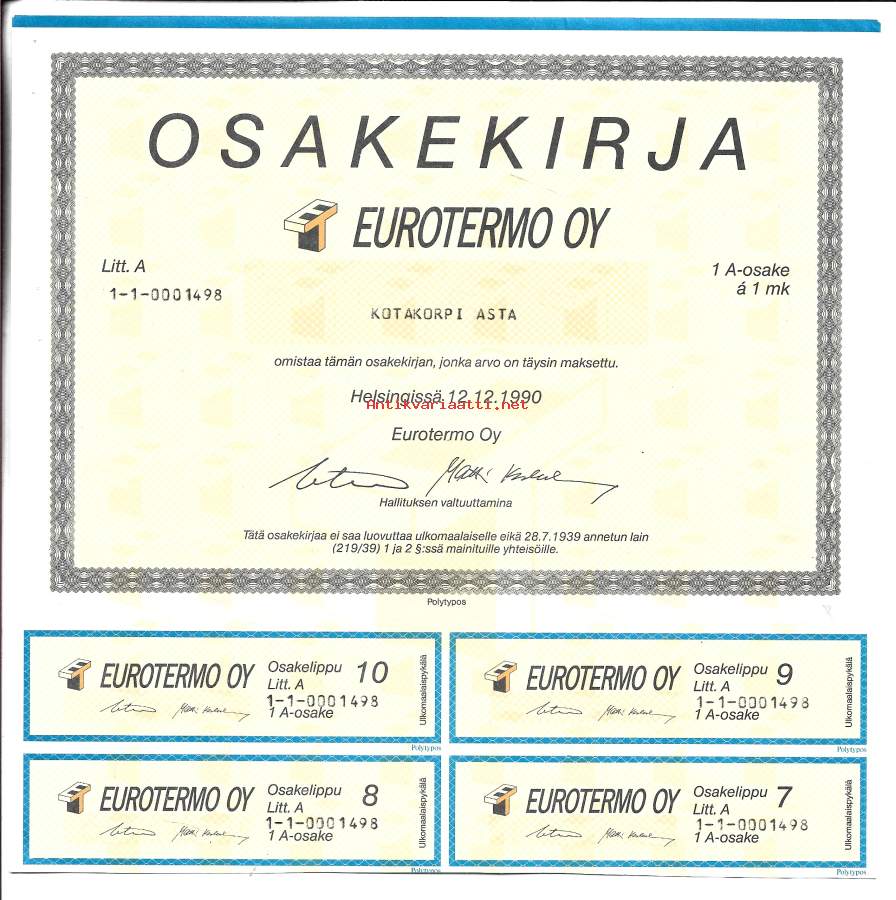 OSAKEKIRJA
EUROTERMO OY
Litt. A
1-1-0001498
1 A-osake
á 1 mk
KOTAKORPI ASTA
omistaa tämän osakekirjan, jonka arvo on täysin maksettu.
Helsingissä 12.12.1990
Antikvariaatti.net
Eurotermo Oy
Hallituksen valtuuttamina
Tätä osakekirjaa ei saa luovuttaa ulkomaalaiselle eikä 28.7.1939 annetun lain
(219/39) 1 ja 2 §:ssä mainituille yhteisöille.
Polytypos
EUROTERMO OY
Osakelippu 10
Litt. A
1-1-0001498
1 A-osake
Ulkomaalaispykälä
Polytypos
EUROTERMO OY
Osakelippu 9
Litt. A
1-1-0001498
1 A-osake
Ulkomaalaispykälä
Polytypos
EUROTERMO OY
Osakelippu 8
Litt. A
1-1-0001498
1 A-osake
Ulkomaalaispykälä
Polytypos
EUROTERMO OY
Osakelippu 7
Litt. A
1-1-0001498
1 A-osake
Ulkomaalaispykälä
Polytypos